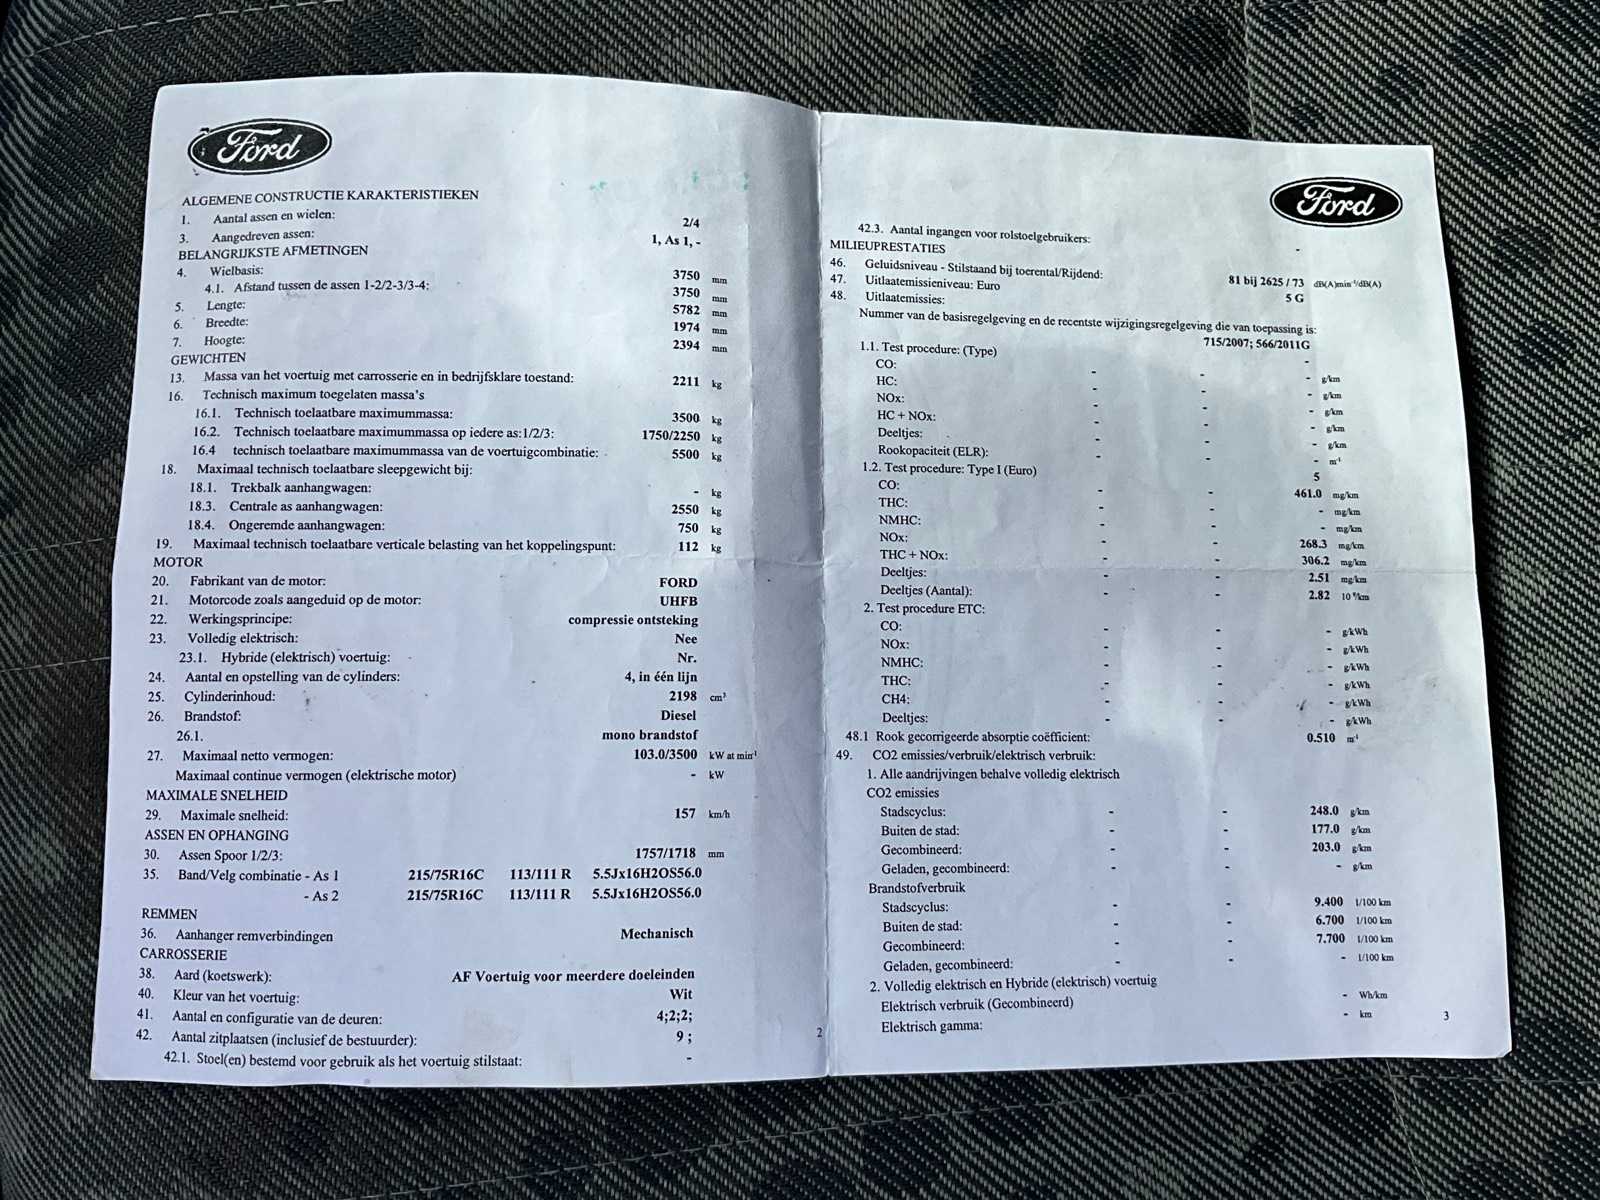 Ford
ALGEMENE CONSTRUCTIE KARAKTERISTIEKEN
1. Aantal assen en wielen: 2/4
3. Aangedreven assen: 1, As 1, -
BELANGRIJKSTE AFMETINGEN
4. Wielbasis: 3750 mm
4.1. Afstand tussen de assen 1-2/2-3/3-4: 3750 mm
5. Lengte: 5782 mm
6. Breedte: 1974 mm
7. Hoogte: 2394 mm
GEWICHTEN
13. Massa van het voertuig met carrosserie en in bedrijfsklare toestand: 2211 kg
16. Technisch maximum toegelaten massa's
16.1. Technisch toelaatbare maximummassa: 3500 kg
16.2. Technisch toelaatbare maximummassa op iedere as:1/2/3: 1750/2250 kg
16.4 technisch toelaatbare maximummassa van de voertuigcombinatie: 5500 kg
18. Maximaal technisch toelaatbare sleepgewicht bij:
18.1. Trekbalk aanhangwagen: - kg
18.3. Centrale as aanhangwagen: 2550 kg
18.4. Ongeremde aanhangwagen: 750 kg
19. Maximaal technisch toelaatbare verticale belasting van het koppelingspunt: 112 kg
MOTOR
20. Fabrikant van de motor: FORD
21. Motorcode zoals aangeduid op de motor: UHFB
22. Werkingsprincipe: compressie ontsteking
23. Volledig elektrisch: Nee
23.1. Hybride (elektrisch) voertuig: Nr.
24. Aantal en opstelling van de cylinders: 4, in één lijn
25. Cylinderinhoud: 2198 cm³
26. Brandstof: Diesel
26.1. mono brandstof
27. Maximaal netto vermogen: 103.0/3500 kW at min⁻¹
Maximaal continue vermogen (elektrische motor) - kW
MAXIMALE SNELHEID
29. Maximale snelheid: 157 km/h
ASSEN EN OPHANGING
30. Assen Spoor 1/2/3: 1757/1718 mm
35. Band/Velg combinatie - As 1 215/75R16C 113/111 R 5.5Jx16H2OS56.0
- As 2 215/75R16C 113/111 R 5.5Jx16H2OS56.0
REMMEN
36. Aanhanger remverbindingen Mechanisch
CARROSSERIE
38. Aard (koetswerk): AF Voertuig voor meerdere doeleinden
40. Kleur van het voertuig: Wit
41. Aantal en configuratie van de deuren: 4;2;2;
42. Aantal zitplaatsen (inclusief de bestuurder): 9 ;
42.1. Stoel(en) bestemd voor gebruik als het voertuig stilstaat: -
2
Ford
42.3. Aantal ingangen voor rolstoelgebruikers: -
MILIEUPRESTATIES
46. Geluidsniveau - Stilstaand bij toerental/Rijdend: 81 bij 2625 / 73 dB(A)min⁻¹/dB(A)
47. Uitlaatemissieniveau: Euro 5 G
48. Uitlaatemissies:
Nummer van de basisregelgeving en de recentste wijzigingsregelgeving die van toepassing is:
715/2007; 566/2011G
1.1. Test procedure: (Type) -
CO: - - - g/km
HC: - - - g/km
NOx: - - - g/km
HC + NOx: - - - g/km
Deeltjes: - - - g/km
Rookopaciteit (ELR): - - - m⁻¹
1.2. Test procedure: Type I (Euro) 5
CO: - - 461.0 mg/km
THC: - - - mg/km
NMHC: - - - mg/km
NOx: - - 268.3 mg/km
THC + NOx: - - 306.2 mg/km
Deeltjes: - - 2.51 mg/km
Deeltjes (Aantal): - - 2.82 10 /km
2. Test procedure ETC:
CO: - - - g/kWh
NOx: - - - g/kWh
NMHC: - - - g/kWh
THC: - - - g/kWh
CH4: - - - g/kWh
Deeltjes: - - - g/kWh
48.1 Rook gecorrigeerde absorptie coëfficient: 0.510 m⁻¹
49. CO2 emissies/verbruik/elektrisch verbruik:
1. Alle aandrijvingen behalve volledig elektrisch
CO2 emissies
Stadscyclus: - - 248.0 g/km
Buiten de stad: - - 177.0 g/km
Gecombineerd: - - 203.0 g/km
Geladen, gecombineerd: - - - g/km
Brandstofverbruik
Stadscyclus: - - 9.400 l/100 km
Buiten de stad: - - 6.700 l/100 km
Gecombineerd: - - 7.700 l/100 km
Geladen, gecombineerd: - - - l/100 km
2. Volledig elektrisch en Hybride (elektrisch) voertuig
Elektrisch verbruik (Gecombineerd) - Wh/km
Elektrisch gamma: - km
3